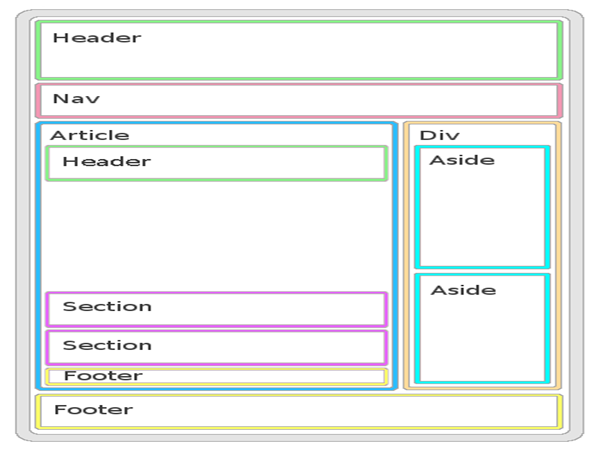 Header
Nav
Article
Header
Section
Section
Footer
Div
Aside
Aside
Footer